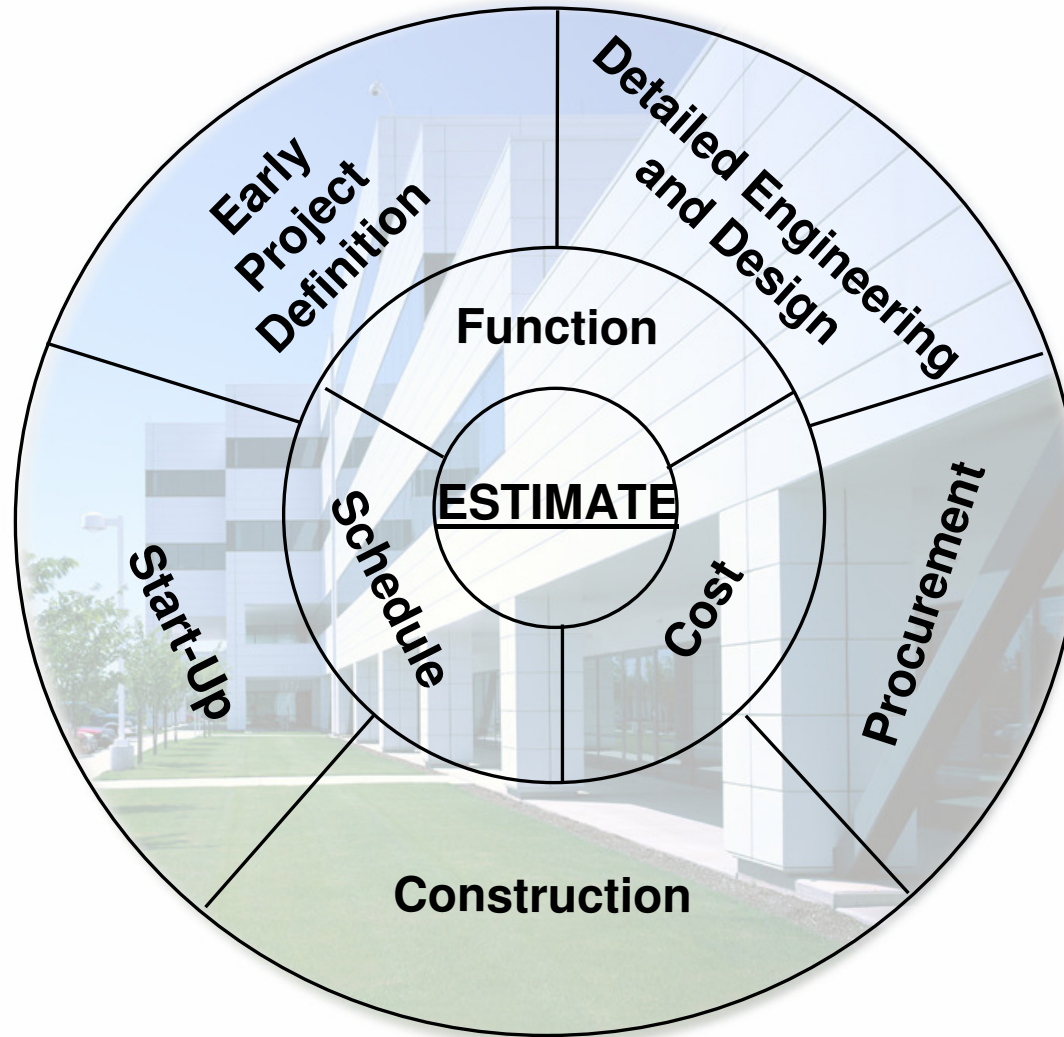 Early
Project
Definition
Detailed Engineering
and Design
Function
ESTIMATE
Schedule
Cost
Start-Up
Procurement
Construction